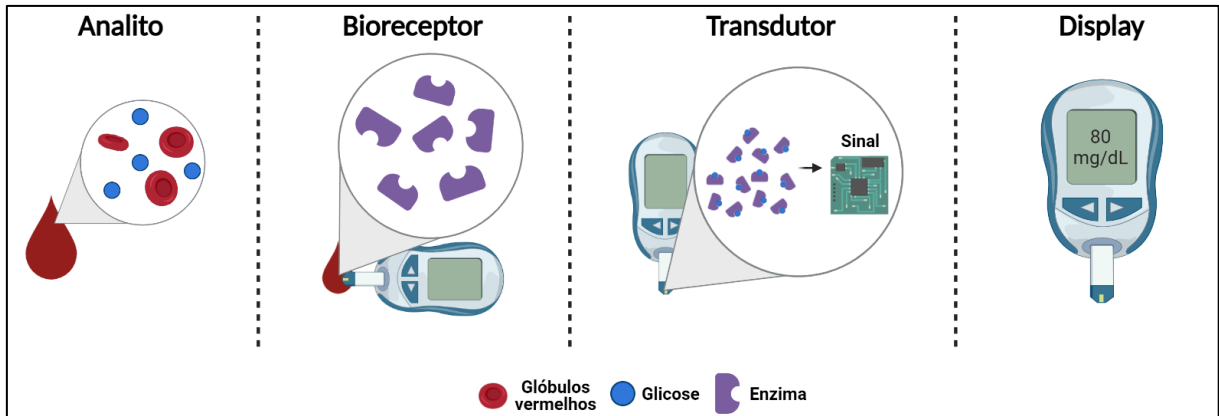 Analito
Bioreceptor
Transdutor
Display
Sinal
80
mg/dL
Glóbulos
vermelhos
Glicose
Enzima